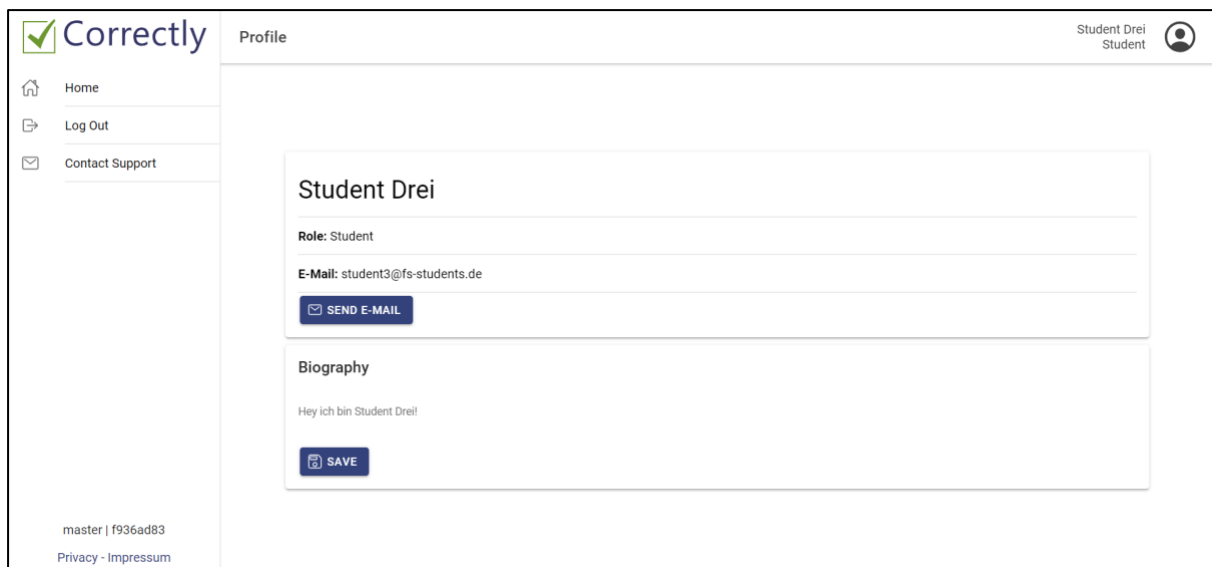 Correctly
Profile
Student Drei
Student
Home
Log Out
Contact Support
Student Drei
Role: Student
E-Mail: student3@fs-students.de
SEND E-MAIL
Biography
Hey ich bin Student Drei!
SAVE
master | f936ad83
Privacy - Impressum